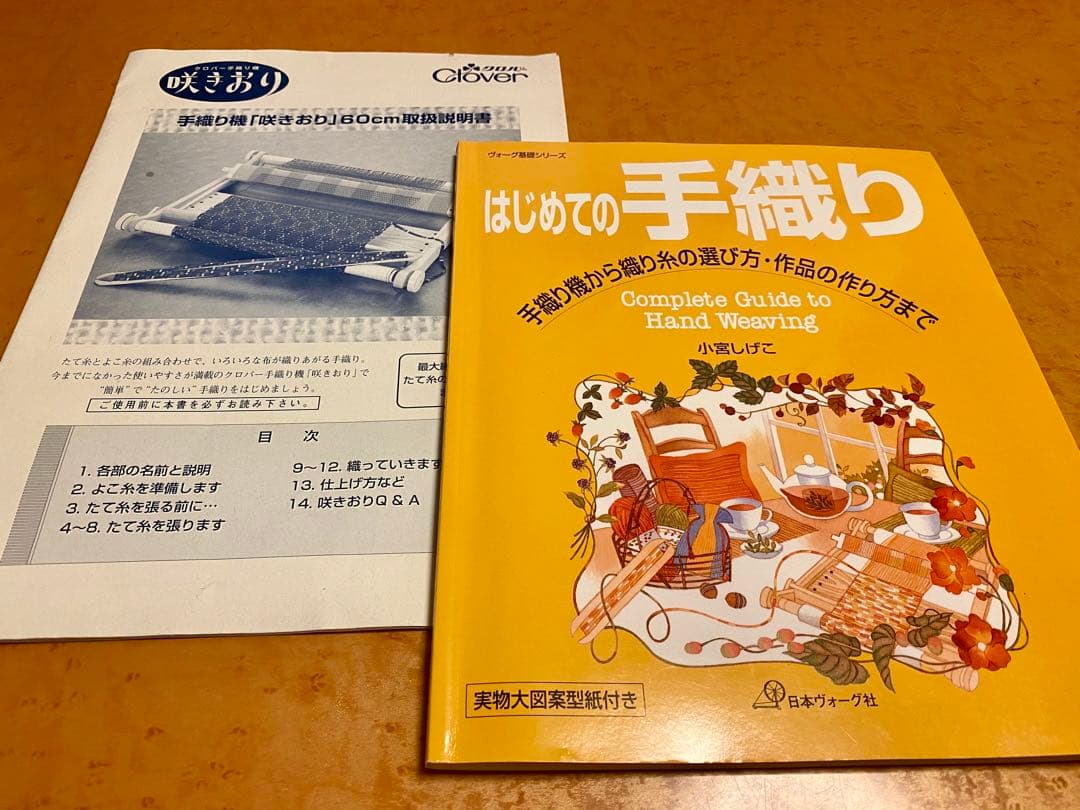 クロバー手織り機
咲きおり
クロバー
Clover
手織り機「咲きおり」60cm取扱説明書
たて糸とよこ糸の組み合わせで、いろいろな布が織りあがる手織り。
今までになかった使いやすさが満載のクロバー手織り機「咲きおり」で
"簡単"で"たのしい"手織りをはじめましょう。
ご使用前に本書を必ずお読み下さい。
最大
たて糸の
目 次
1. 各部の名前と説明
2. よこ糸を準備します
3. たて糸を張る前に…
4〜8. たて糸を張ります
9〜12. 織っていきます
13. 仕上げ方など
14. 咲きおりQ & A
ヴォーグ基礎シリーズ
はじめての手織り
手織り機から織り糸の選び方・作品の作り方まで
Complete Guide to
Hand Weaving
小宮しげこ
実物大図案型紙付き
日本ヴォーグ社